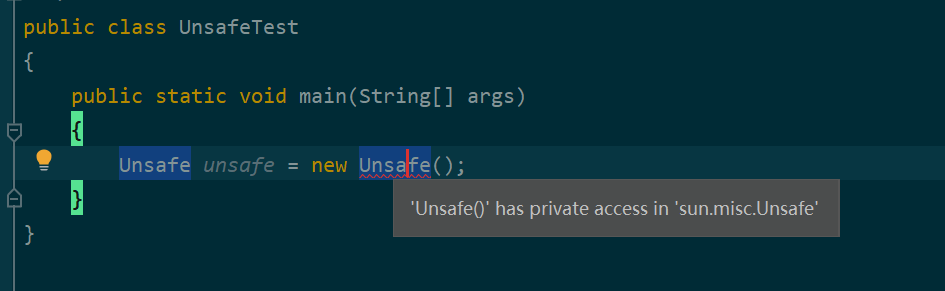 public class UnsafeTest
{
public static void main(String[] args)
{
Unsafe unsafe = new Unsafe();
'Unsafe()' has private access in 'sun.misc.Unsafe'
}
}